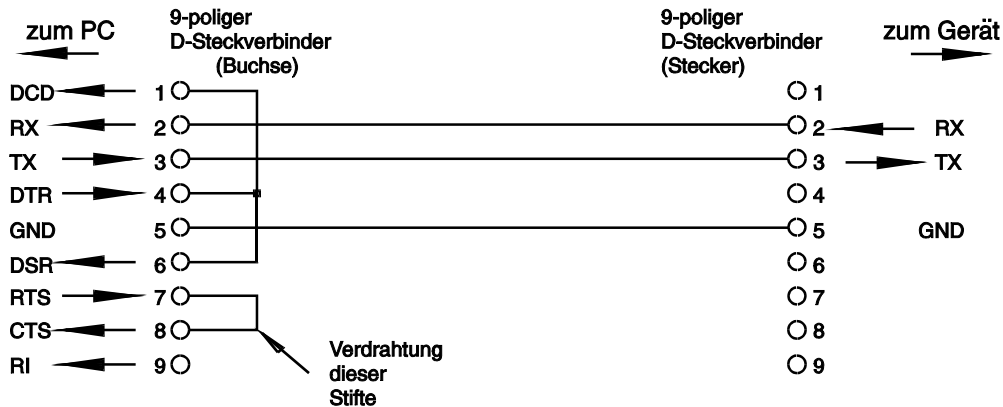 zum PC
9-poliger
D-Steckverbinder
(Buchse)
9-poliger
D-Steckverbinder
(Stecker)
zum Gerät
DCD 1 1
RX 2 2 RX
TX 3 3 TX
DTR 4 4
GND 5 5 GND
DSR 6 6
RTS 7 7
CTS 8 8
RI 9 9
Verdrahtung
dieser
Stifte